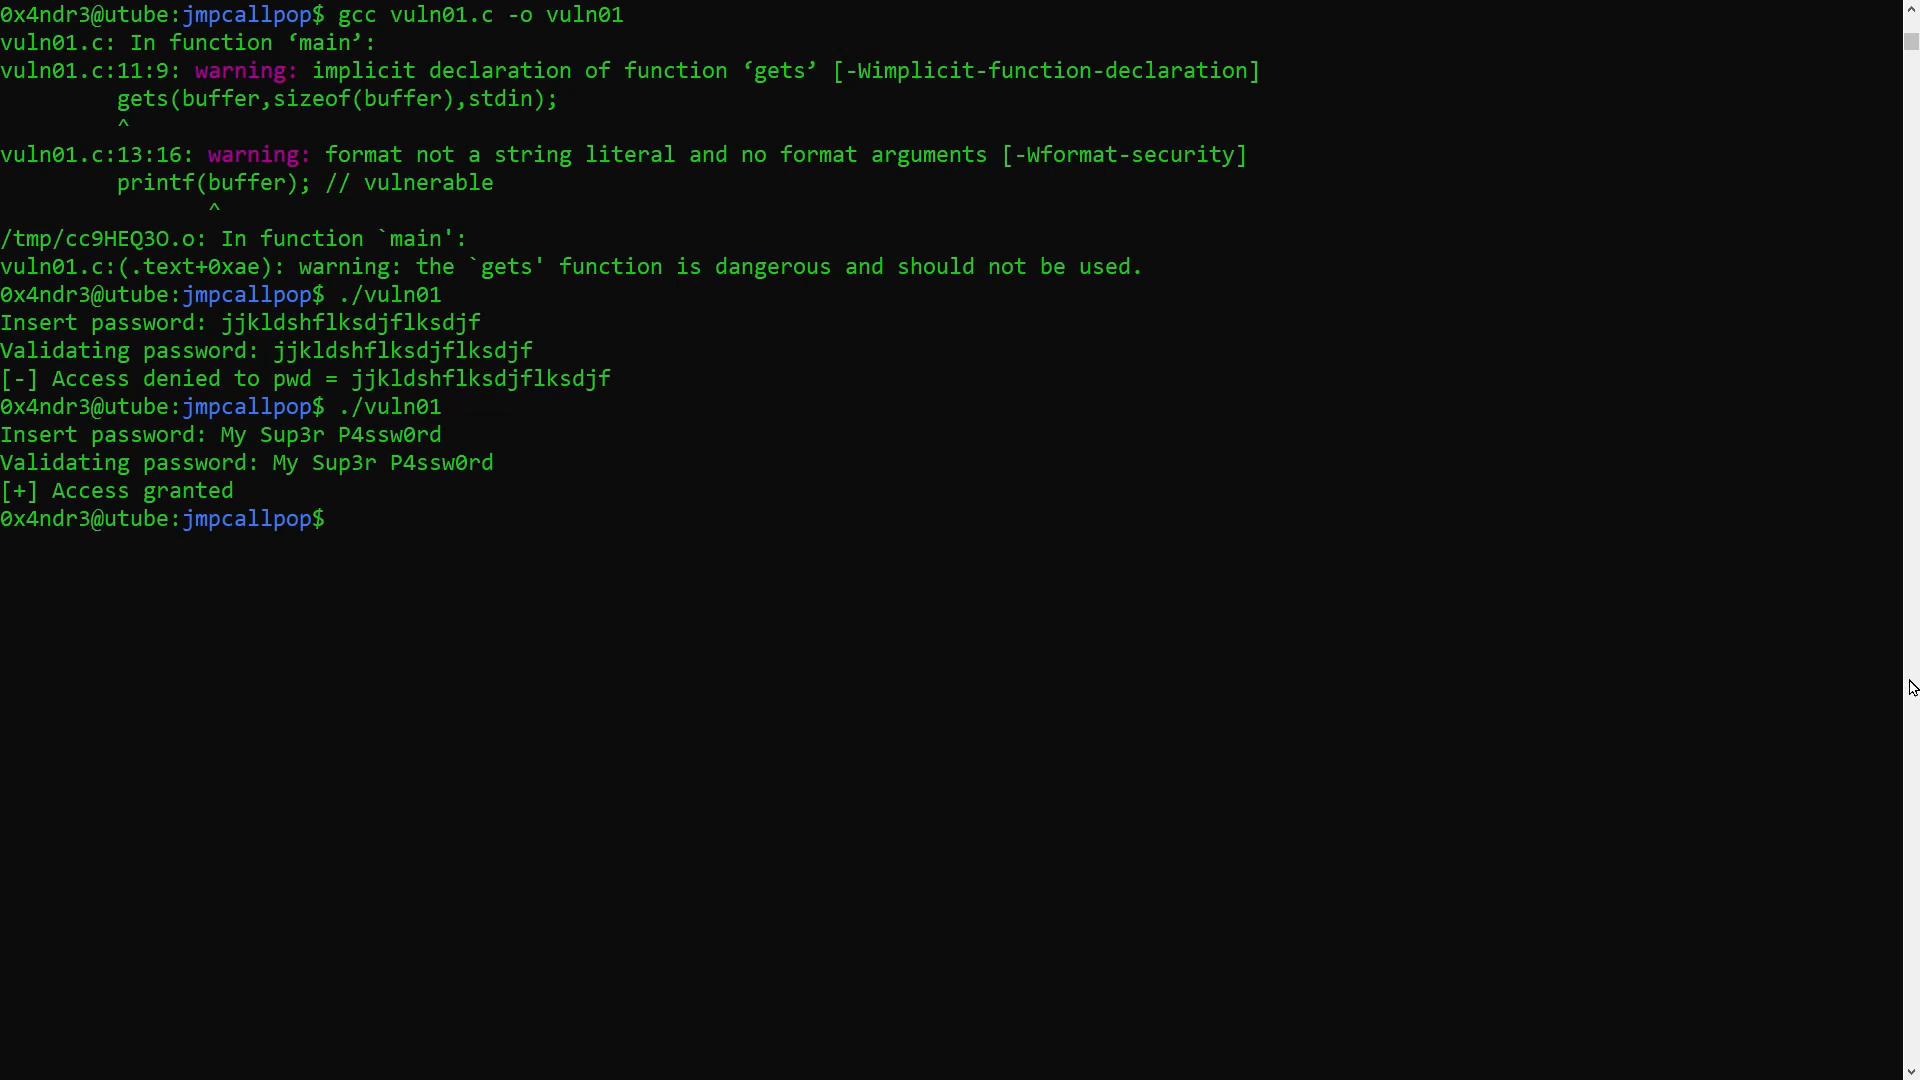 0x4ndr3@utube:jmpcallpop$ gcc vuln01.c -o vuln01
vuln01.c: In function ‘main’:
vuln01.c:11:9: warning: implicit declaration of function ‘gets’ [-Wimplicit-function-declaration]
         gets(buffer,sizeof(buffer),stdin);
         ^
vuln01.c:13:16: warning: format not a string literal and no format arguments [-Wformat-security]
         printf(buffer); // vulnerable
                ^
/tmp/cc9HEQ3O.o: In function `main':
vuln01.c:(.text+0xae): warning: the `gets' function is dangerous and should not be used.
0x4ndr3@utube:jmpcallpop$ ./vuln01
Insert password: jjkldshflksdjflksdjf
Validating password: jjkldshflksdjflksdjf
[-] Access denied to pwd = jjkldshflksdjflksdjf
0x4ndr3@utube:jmpcallpop$ ./vuln01
Insert password: My Sup3r P4ssw0rd
Validating password: My Sup3r P4ssw0rd
[+] Access granted
0x4ndr3@utube:jmpcallpop$